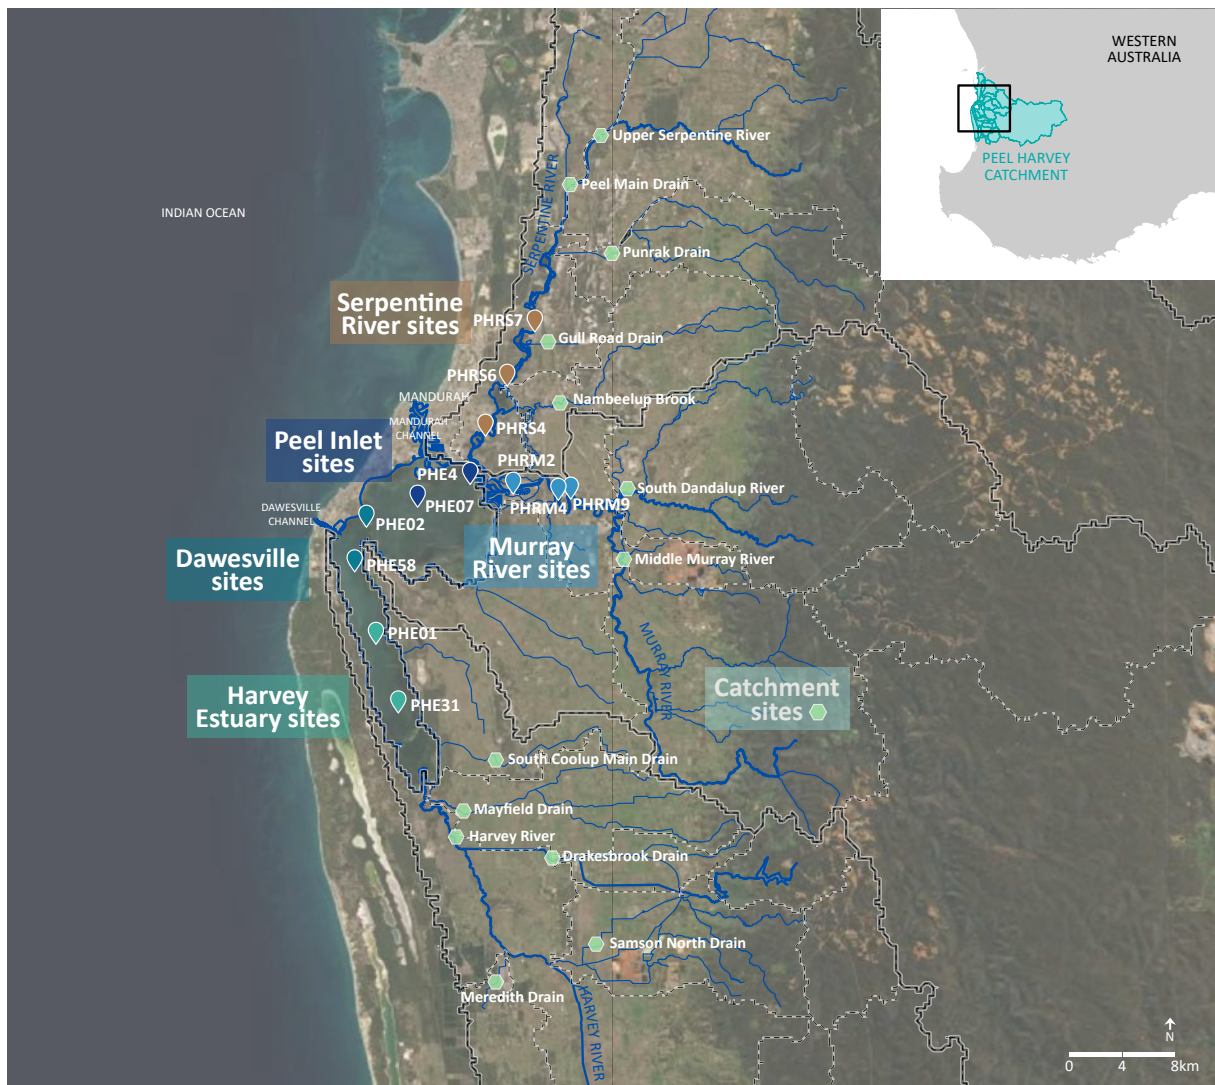 WESTERN
AUSTRALIA
PEEL HARVEY
CATCHMENT
INDIAN OCEAN
Upper Serpentine River
SERPENTINE RIVER
Peel Main Drain
Punrak Drain
Serpentine
River sites
PHRS7
Gull Road Drain
PHRS6
MANDURAH
Nambeelup Brook
MANDURAH
CHANNEL
PHRS4
Peel Inlet
sites
PHRM2
PHE4
PHE07
PHRM4
PHRM9
South Dandalup River
DAWESVILLE
CHANNEL
PHE02
Dawesville
sites
PHE58
Murray
River sites
Middle Murray River
PHE01
MURRAY RIVER
Harvey
Estuary sites
PHE31
Catchment
sites
South Coolup Main Drain
Mayfield Drain
Harvey River
Drakesbrook Drain
Samson North Drain
Meredith Drain
HARVEY RIVER
N
0 4 8km